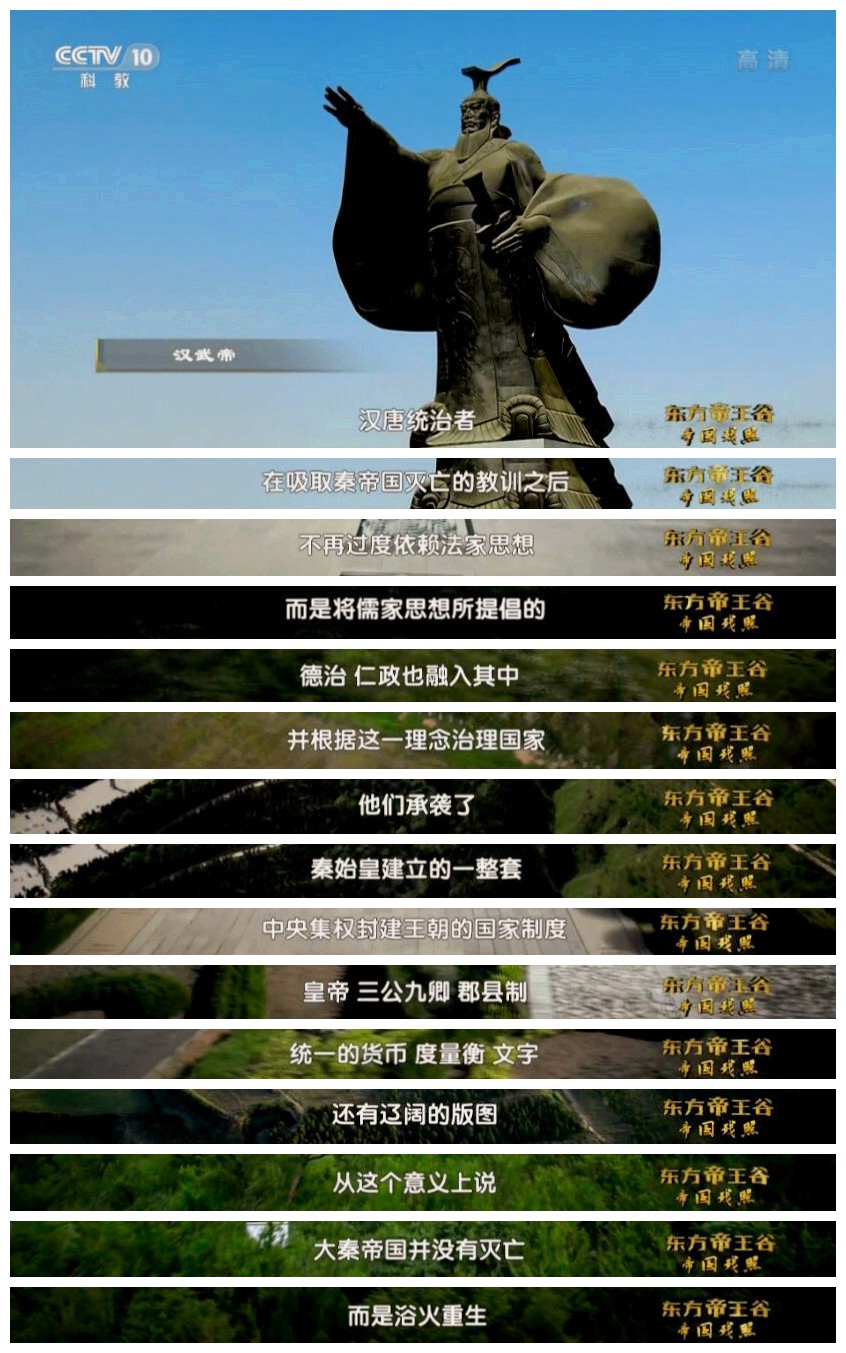 CCTV 10
科教
高清
汉武帝
汉唐统治者
东方帝王谷
帝国残照
在吸取秦帝国灭亡的教训之后
东方帝王谷
帝国残照
不再过度依赖法家思想
东方帝王谷
帝国残照
而是将儒家思想所提倡的
东方帝王谷
帝国残照
德治 仁政也融入其中
东方帝王谷
帝国残照
并根据这一理念治理国家
东方帝王谷
帝国残照
他们承袭了
东方帝王谷
帝国残照
秦始皇建立的一整套
东方帝王谷
帝国残照
中央集权封建王朝的国家制度
东方帝王谷
帝国残照
皇帝 三公九卿 郡县制
东方帝王谷
帝国残照
统一的货币 度量衡 文字
东方帝王谷
帝国残照
还有辽阔的版图
东方帝王谷
帝国残照
从这个意义上说
东方帝王谷
帝国残照
大秦帝国并没有灭亡
东方帝王谷
帝国残照
而是浴火重生
东方帝王谷
帝国残照